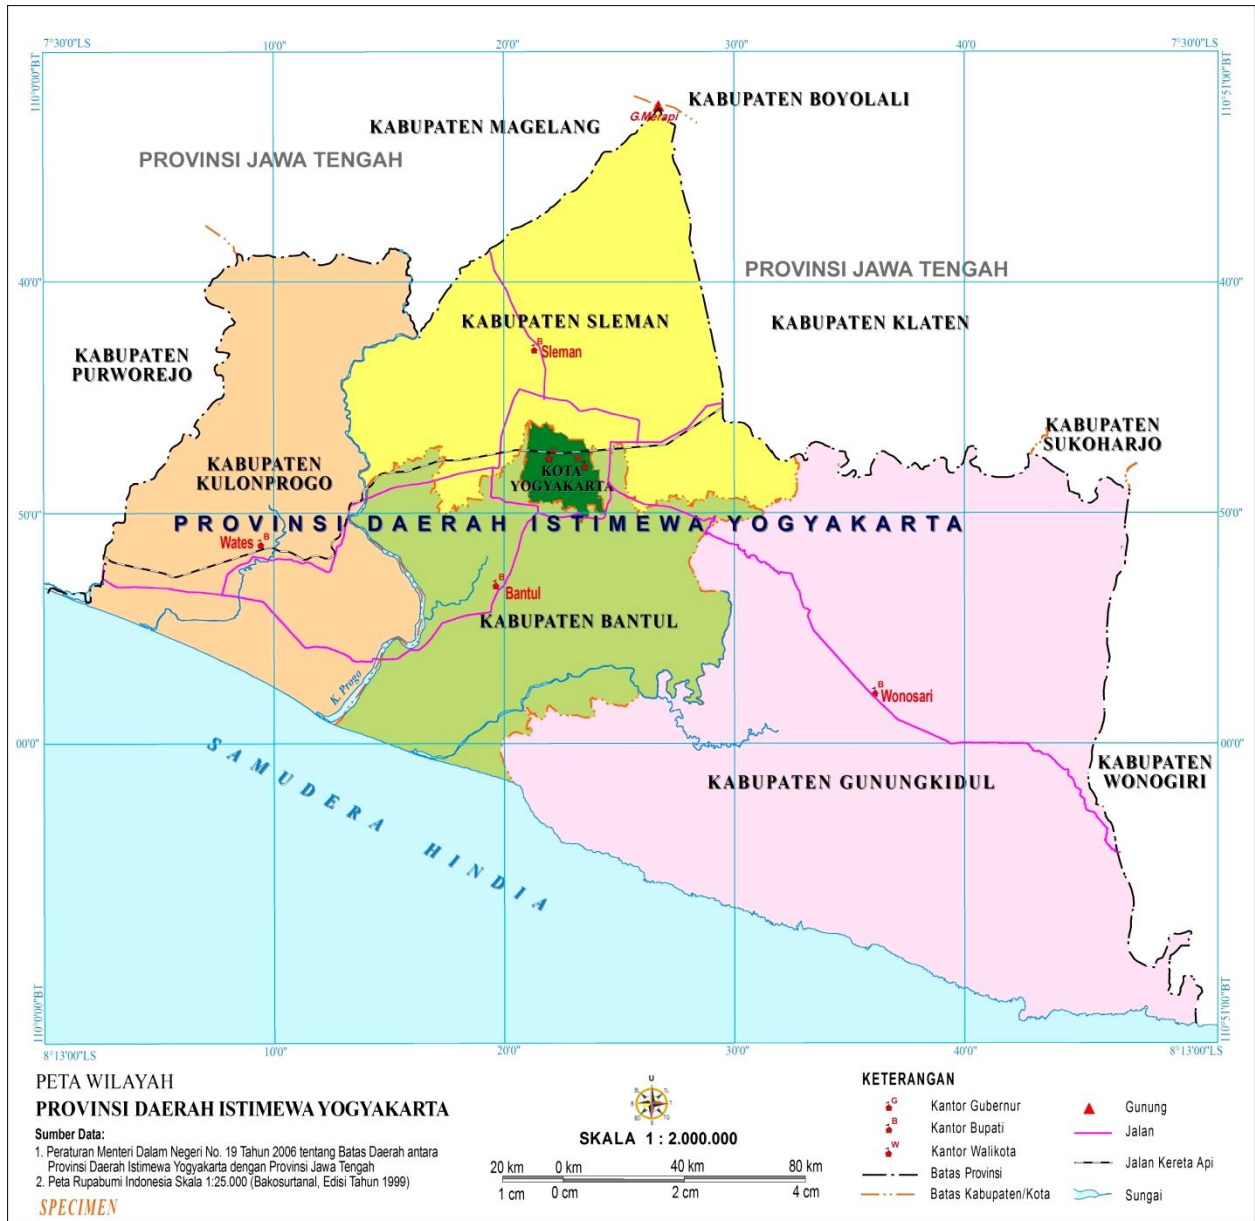 7°30'0"LS
10'0"
20'0"
30'0"
40'0
7°30'0"LS
110°0'00"BT
110°51'00"BT
KABUPATEN BOYOLALI
G.Merapi
KABUPATEN MAGELANG
PROVINSI JAWA TENGAH
PROVINSI JAWA TENGAH
40'0"
40'0"
KABUPATEN SLEMAN
KABUPATEN KLATEN
B
Sleman
KABUPATEN
PURWOREJO
KABUPATEN
SUKOHARJO
KABUPATEN
KULONPROGO
KOTA
YOGYAKARTA
50'0"
50'0"
PROVINSI DAERAH ISTIMEWA YOGYAKARTA
B
Wates
B
Bantul
KABUPATEN BANTUL
K. Progo
B
Wonosari
00'0"
00'0"
KABUPATEN
WONOGIRI
KABUPATEN GUNUNGKIDUL
SAMUDERA HINDIA
110°0'00"BT
110°51'00"BT
8°13'00"LS
10'0"
20'0"
30'0"
40'0"
8°13'00"LS
PETA WILAYAH
PROVINSI DAERAH ISTIMEWA YOGYAKARTA
Sumber Data:
1. Peraturan Menteri Dalam Negeri No. 19 Tahun 2006 tentang Batas Daerah antara
Provinsi Daerah Istimewa Yogyakarta dengan Provinsi Jawa Tengah
2. Peta Rupabumi Indonesia Skala 1:25.000 (Bakosurtanal, Edisi Tahun 1999)
SPECIMEN
U
SKALA 1 : 2.000.000
20 km 0 km 40 km 80 km
1 cm 0 cm 2 cm 4 cm
KETERANGAN
G Kantor Gubernur
B Kantor Bupati
W Kantor Walikota
Batas Provinsi
Batas Kabupaten/Kota
Gunung
Jalan
Jalan Kereta Api
Sungai